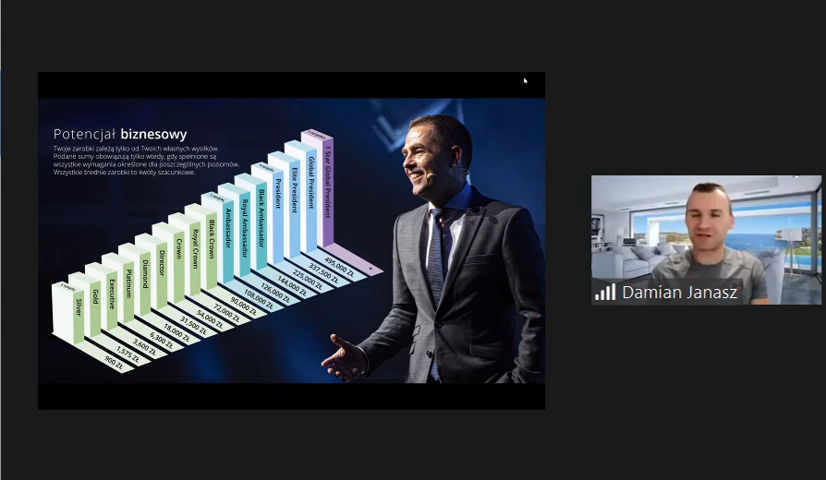 Potencjał biznesowy
Twoje zarobki zależą tylko od Twoich własnych wysiłków.
Podane sumy obowiązują tylko wtedy, gdy spełnione są
wszystkie wymagania określone dla poszczególnych poziomów.
Wszystkie średnie zarobki to kwoty szacunkowe.
Silver
Gold
Executive
Platinum
Diamond
Director
Crown
Royal Crown
Black Crown
Ambassador
Royal Ambassador
Black Ambassador
President
Elite President
Global President
1 Star Global President
900 ZŁ
1,575 ZŁ
3,600 ZŁ
6,300 ZŁ
18,000 ZŁ
31,500 ZŁ
54,000 ZŁ
72,000 ZŁ
90,000 ZŁ
108,000 ZŁ
126,000 ZŁ
144,000 ZŁ
225,000 ZŁ
337,500 ZŁ
495,000 ZŁ
Damian Janasz